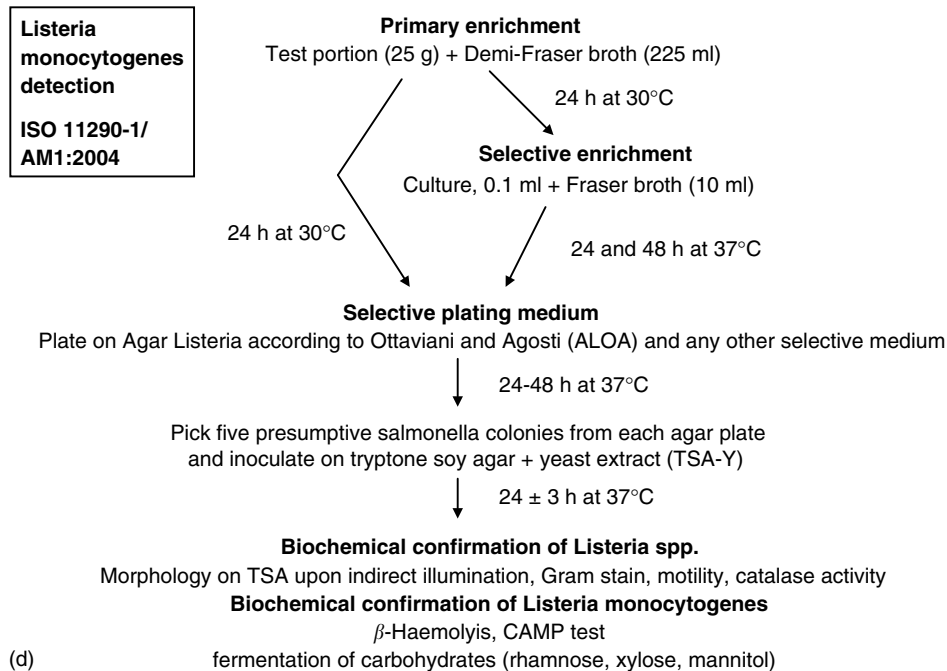 Listeria
monocytogenes
detection
ISO 11290-1/
AM1:2004
Primary enrichment
Test portion (25 g) + Demi-Fraser broth (225 ml)
24 h at 30°C
Selective enrichment
Culture, 0.1 ml + Fraser broth (10 ml)
24 h at 30°C
24 and 48 h at 37°C
Selective plating medium
Plate on Agar Listeria according to Ottaviani and Agosti (ALOA) and any other selective medium
24-48 h at 37°C
Pick five presumptive salmonella colonies from each agar plate
and inoculate on tryptone soy agar + yeast extract (TSA-Y)
24 ± 3 h at 37°C
Biochemical confirmation of Listeria spp.
Morphology on TSA upon indirect illumination, Gram stain, motility, catalase activity
Biochemical confirmation of Listeria monocytogenes
β-Haemolyis, CAMP test
(d) fermentation of carbohydrates (rhamnose, xylose, mannitol)